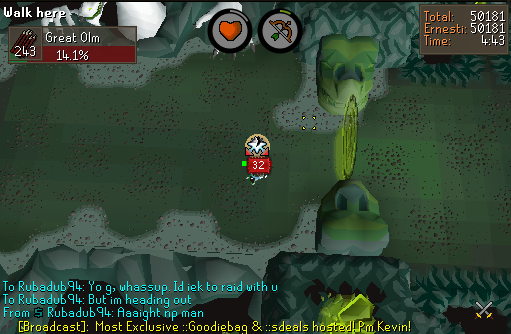 Walk here
Total: 50181
Ernesti: 50181
Time: 4:43
243
Great Olm
14.1%
32
To Rubadub94: Yo g, whassup. Id iek to raid with u
To Rubadub94: But im heading out
From S Rubadub94: Aaaight np man
[Broadcast]: Most Exclusive ::Goodiebag & ::sdeals hosted! Pm Kevin!